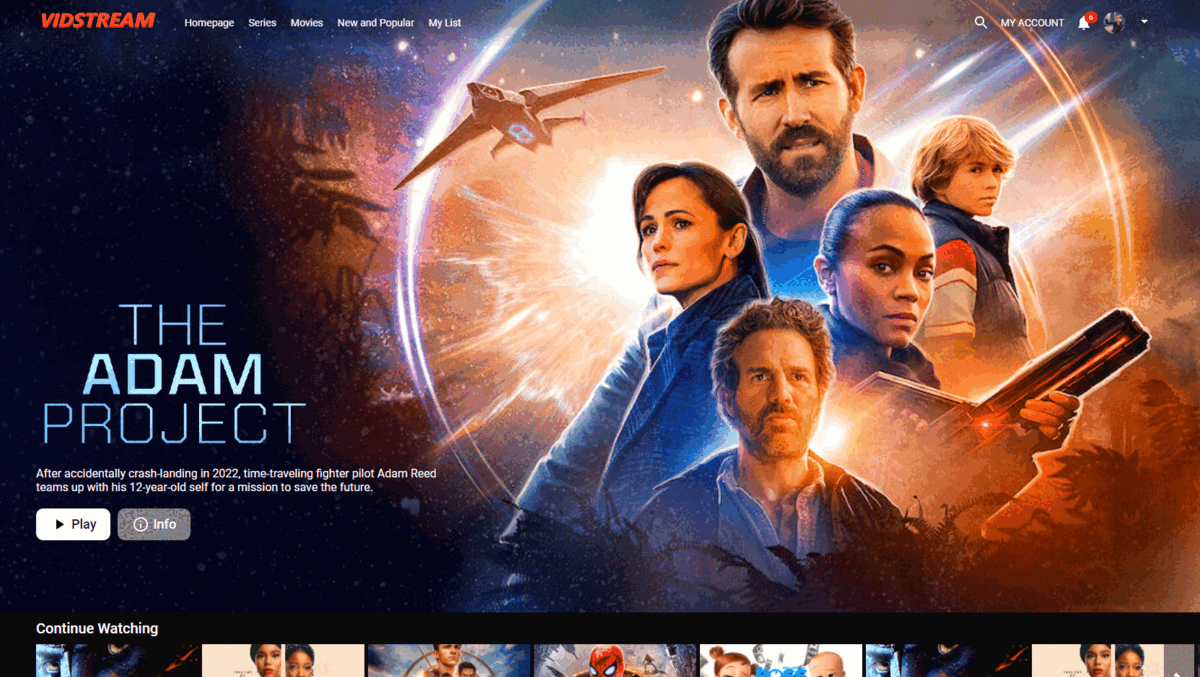 VIDSTREAM
Homepage Series Movies New and Popular My List
MY ACCOUNT 6
THE
ADAM
PROJECT
After accidentally crash-landing in 2022, time-traveling fighter pilot Adam Reed
teams up with his 12-year-old self for a mission to save the future.
Play Info
Continue Watching